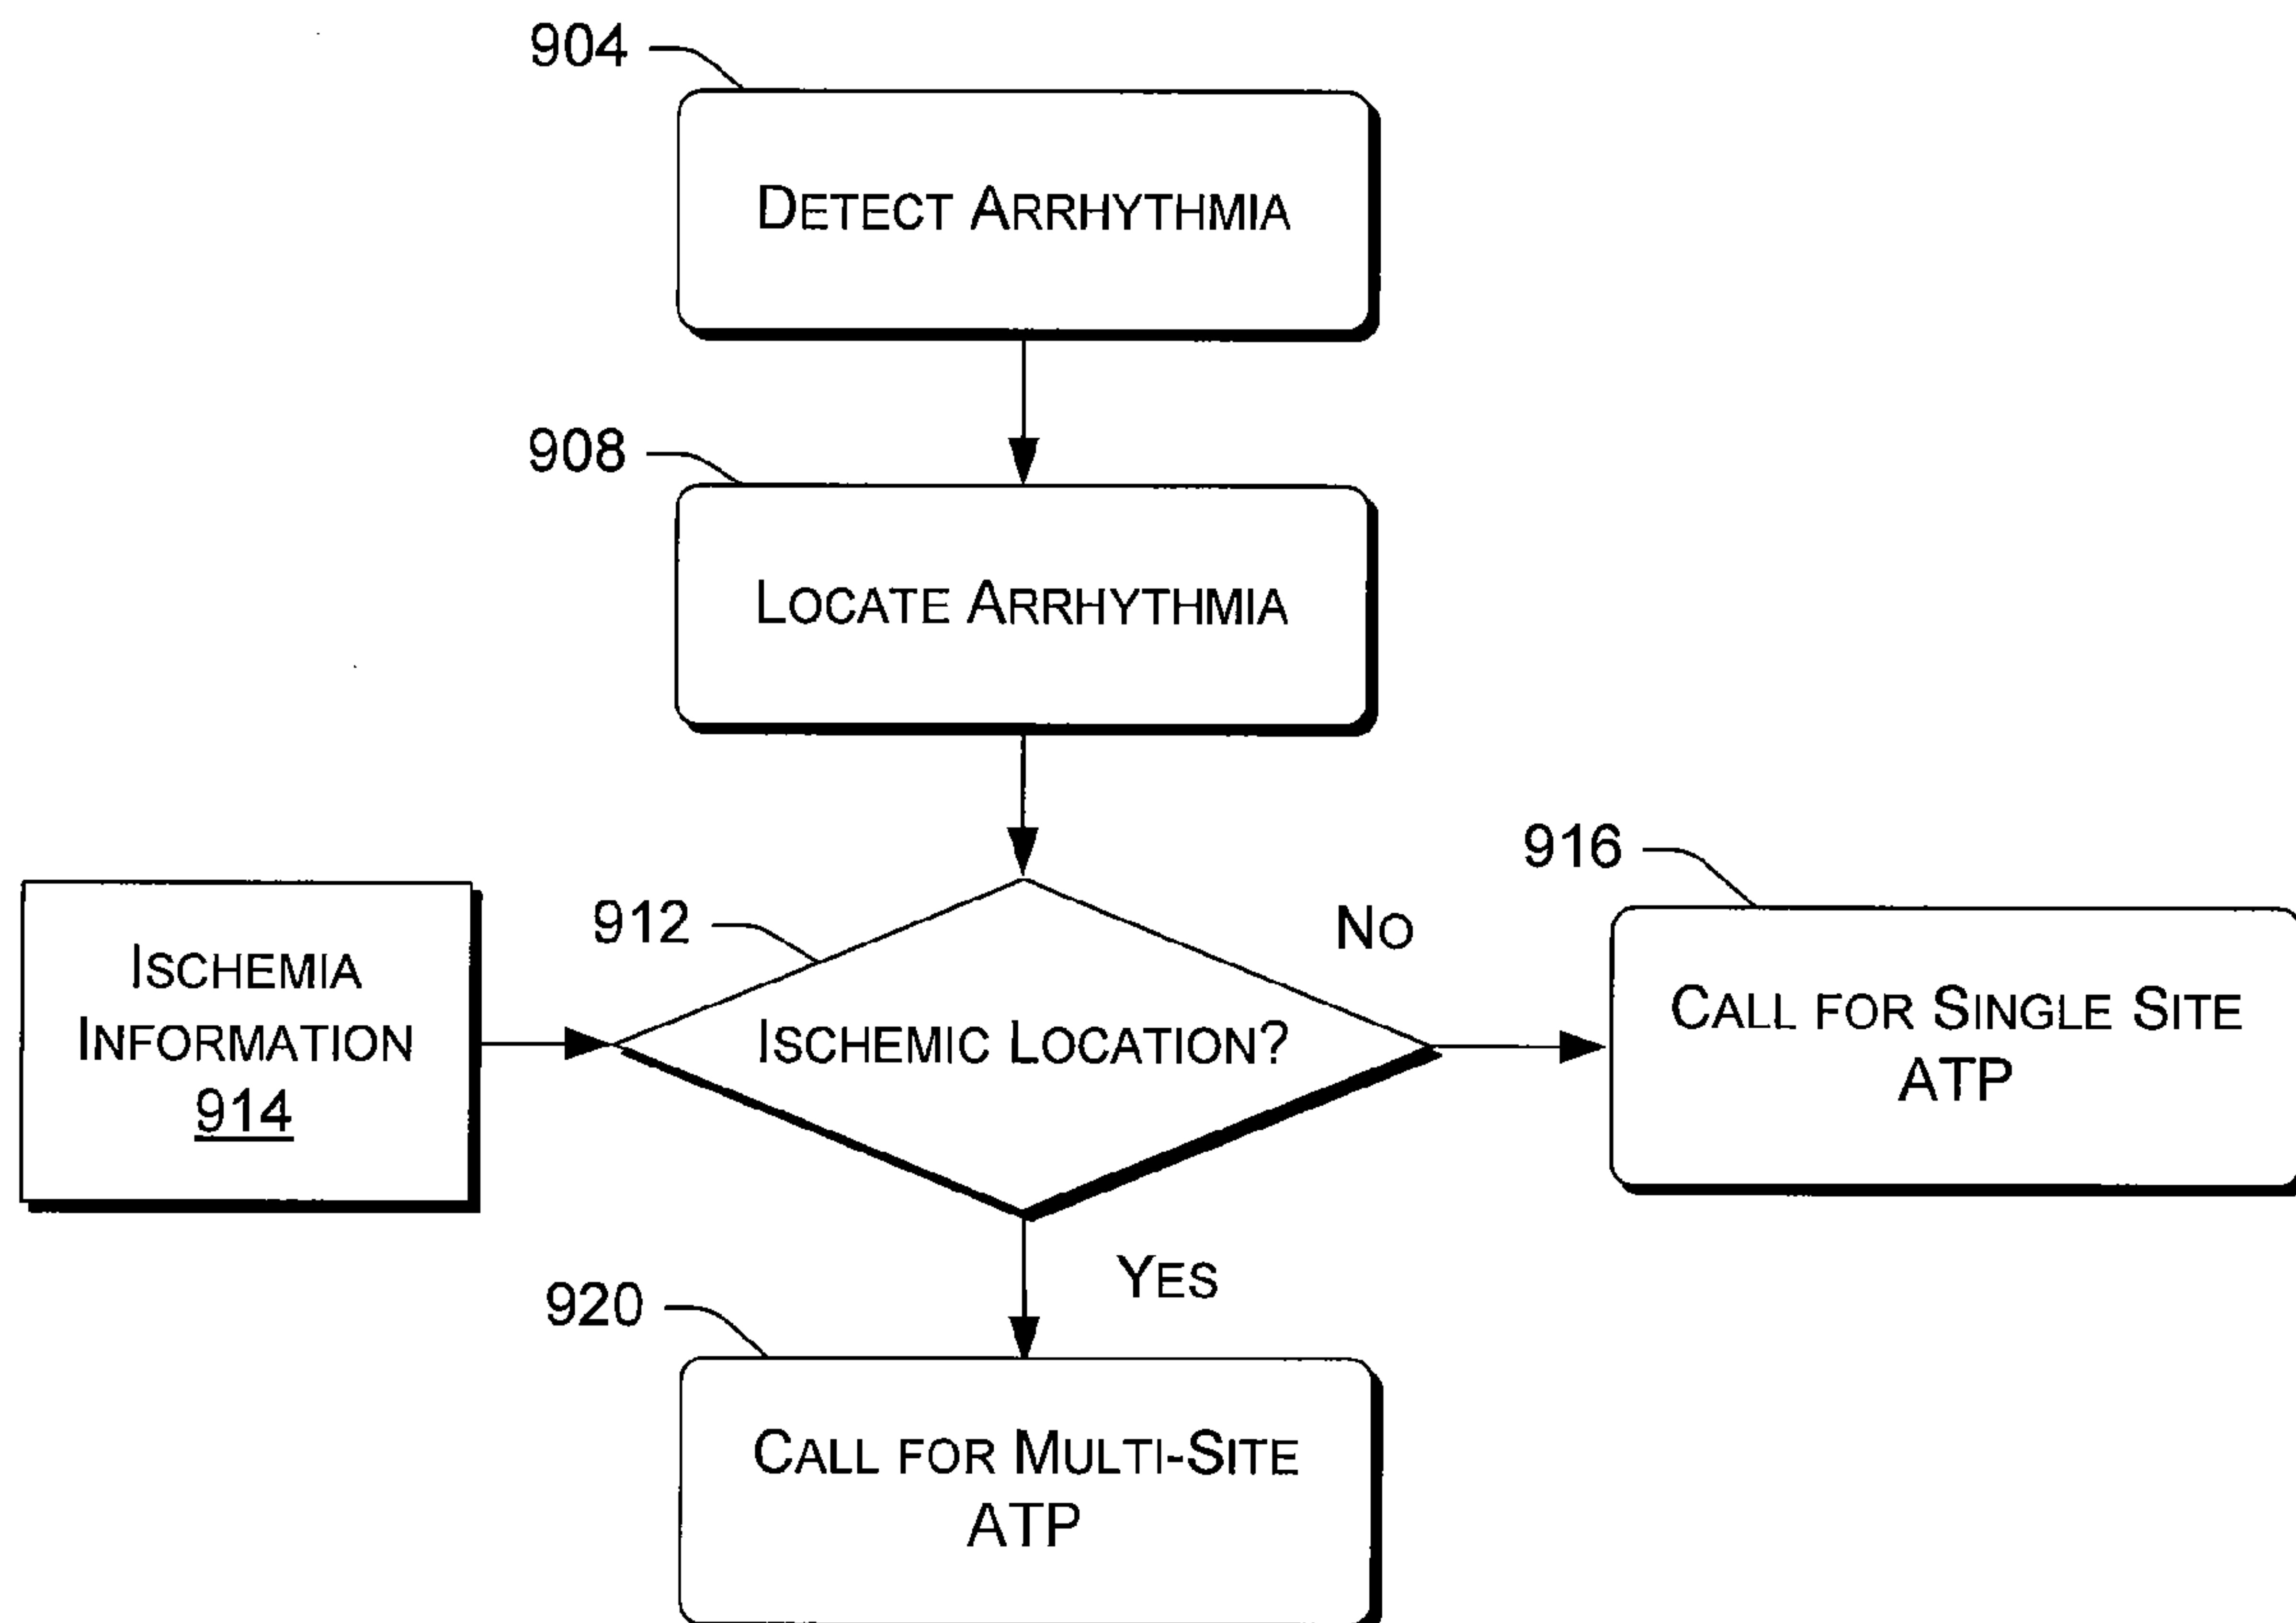 904
DETECT ARRHYTHMIA
908
LOCATE ARRHYTHMIA
916
912
NO
ISCHEMIA
INFORMATION
914
ISCHEMIC LOCATION?
CALL FOR SINGLE SITE
ATP
YES
920
CALL FOR MULTI-SITE
ATP